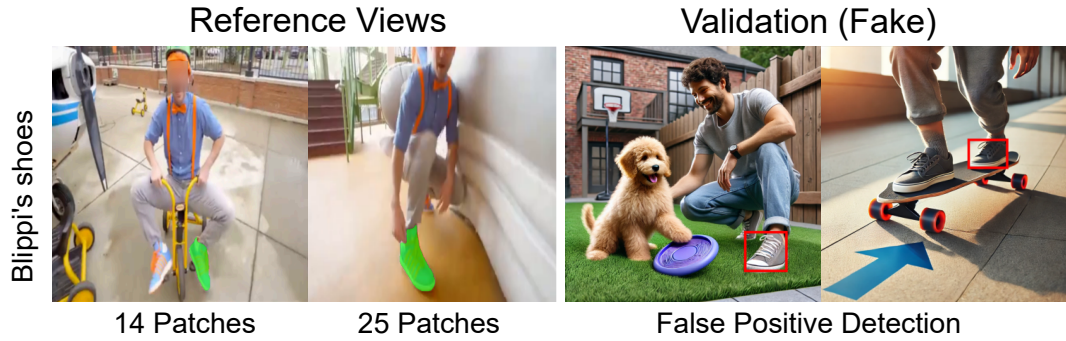 Reference Views
Validation (Fake)
Blippi's shoes
14 Patches
25 Patches
False Positive Detection